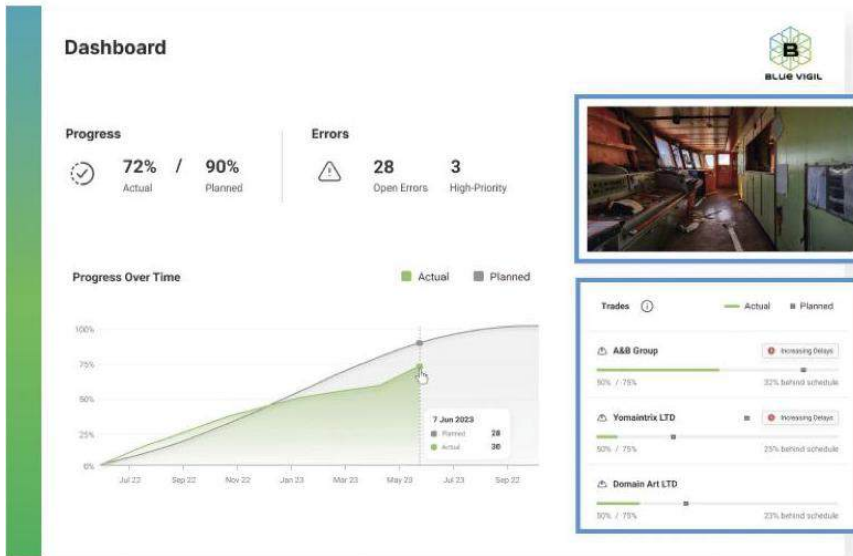 Dashboard
B
BLUE VIGIL
Progress
72% / 90%
Actual Planned
Errors
28 3
Open Errors High-Priority
Progress Over Time
Actual Planned
100%
75%
50%
25%
0%
7 Jun 2023
Planned 28
Actual 30
Jul 22 Sep 22 Nov 22 Jan 23 Mar 23 May 23 Jul 23 Sep 22
Trades Actual Planned
A&B Group Increasing Delays
50% / 75% 32% behind schedule
Yomaintrix LTD Increasing Delays
50% / 75% 25% behind schedule
Domain Art LTD
50% / 75% 23% behind schedule